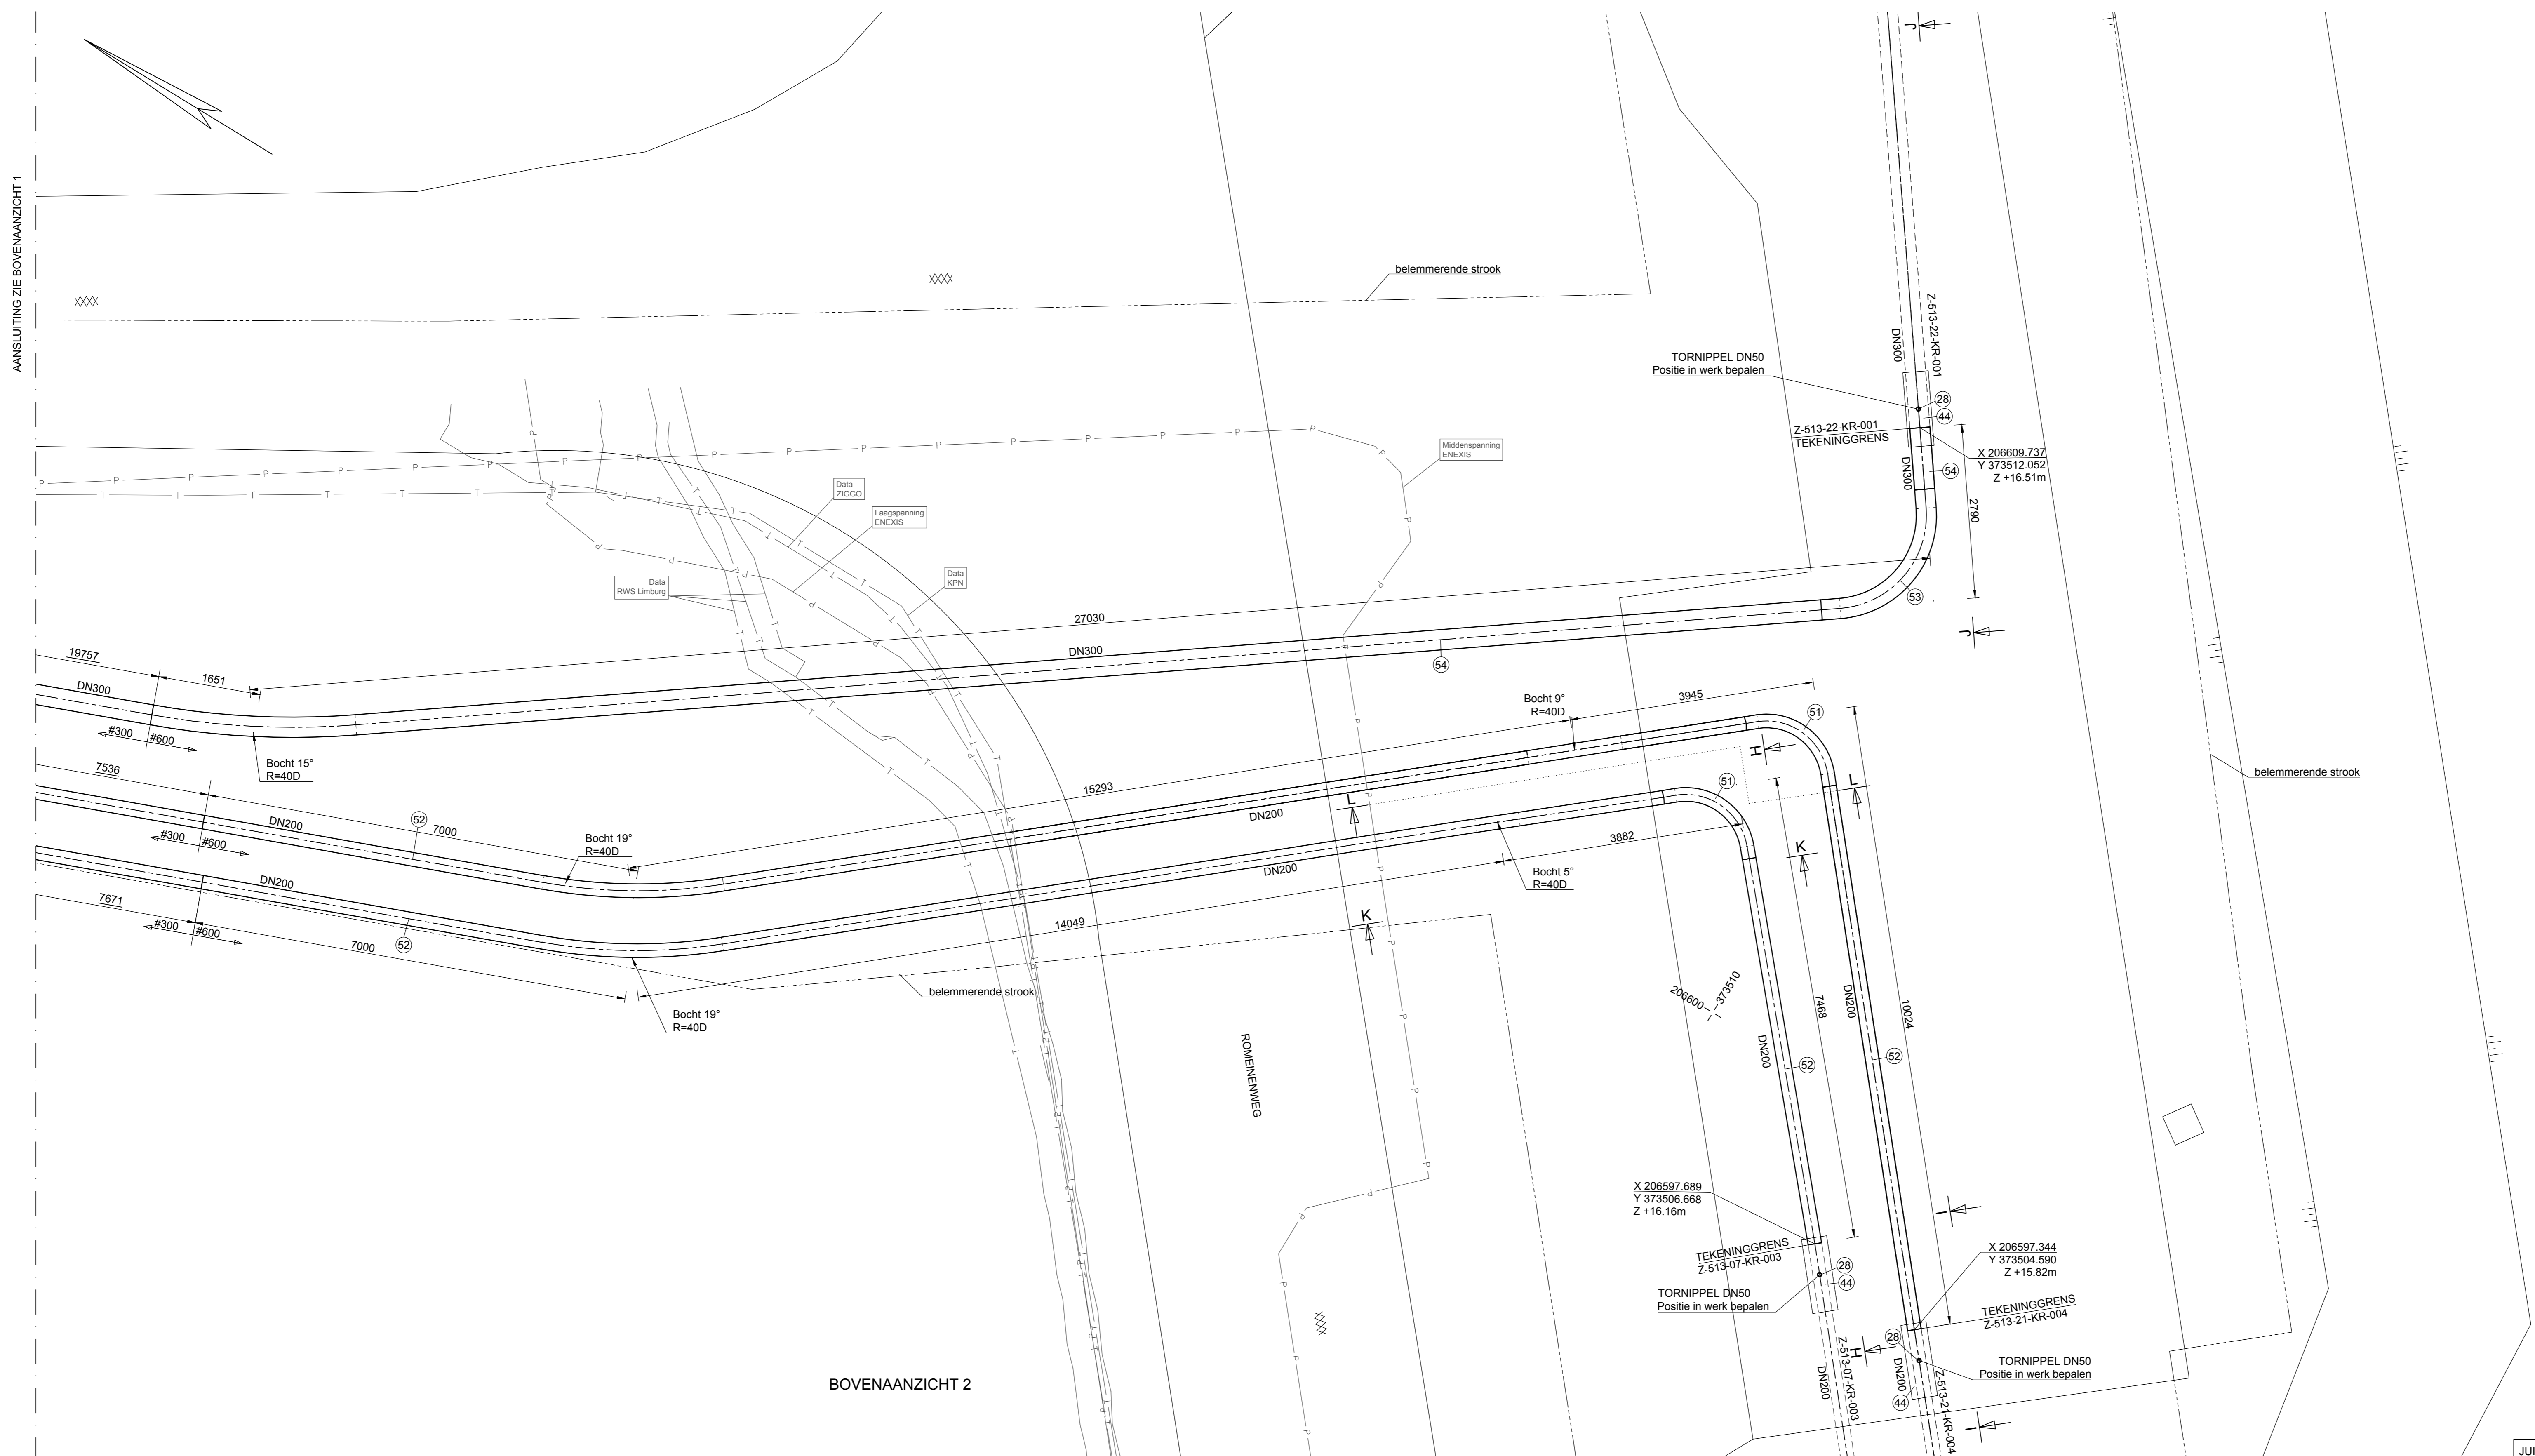 AANSLUITING ZIE BOVENAANZICHT 1
XXX
XXX
belemmerende strook
Z-513-22-KR-001
DN300
TORNIPPEL DN50
Positie in werk bepalen
28
44
Z-513-22-KR-001
TEKENINGGRENS
X 206609.737
Y 373512.052
Z +16.51m
DN300
54
2790
53
J
J
Middenspanning
ENEXIS
Data
ZIGGO
Laagspanning
ENEXIS
Data
RWS Limburg
Data
KPN
27030
DN300
54
19757
1651
DN300
#300
#600
Bocht 15°
R=40D
7536
DN200
52
7000
#300
#600
Bocht 19°
R=40D
15293
DN200
Bocht 9°
R=40D
3945
51
H
L
L
51
K
K
3882
DN200
Bocht 5°
R=40D
14049
7671
DN200
#300
#600
52
7000
Bocht 19°
R=40D
belemmerende strook
belemmerende strook
206600
373510
7468
DN200
10024
DN200
52
52
ROMEINENWEG
X 206597.689
Y 373506.668
Z +16.16m
TEKENINGGRENS
Z-513-07-KR-003
28
44
TORNIPPEL DN50
Positie in werk bepalen
I
X 206597.344
Y 373504.590
Z +15.82m
TEKENINGGRENS
Z-513-21-KR-004
28
H
TORNIPPEL DN50
Positie in werk bepalen
DN200
Z-513-07-KR-003
DN200
44
Z-513-21-KR-004
I
XXX
BOVENAANZICHT 2